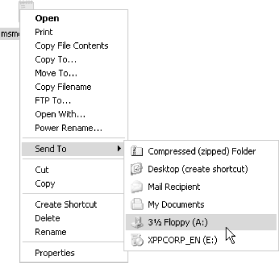 msmo
Open
Print
Copy File Contents
Copy To...
Move To...
Copy Filename
FTP To...
Open With...
Power Rename...
Send To
Compressed (zipped) Folder
Desktop (create shortcut)
Mail Recipient
My Documents
3½ Floppy (A:)
XPPCORP_EN (E:)
Cut
Copy
Create Shortcut
Delete
Rename
Properties